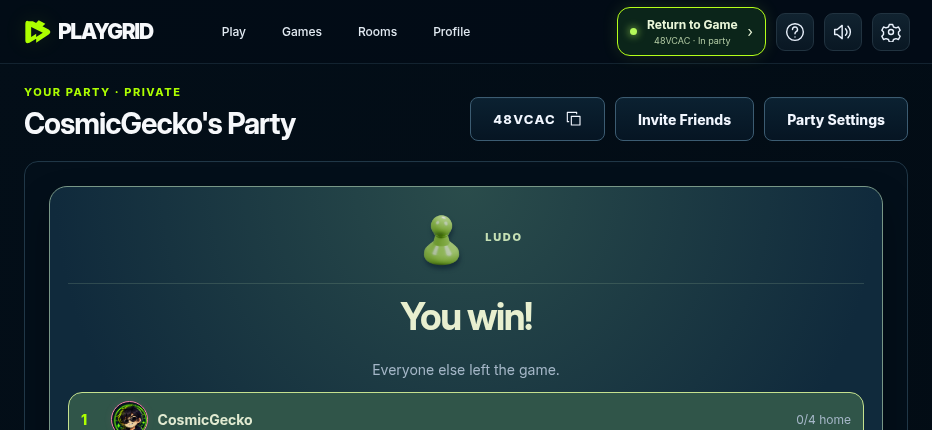 PLAYGRID
Play
Games
Rooms
Profile
Return to Game
48VCAC · In party
YOUR PARTY · PRIVATE
CosmicGecko's Party
48VCAC
Invite Friends
Party Settings
LUDO
You win!
Everyone else left the game.
1
CosmicGecko
0/4 home